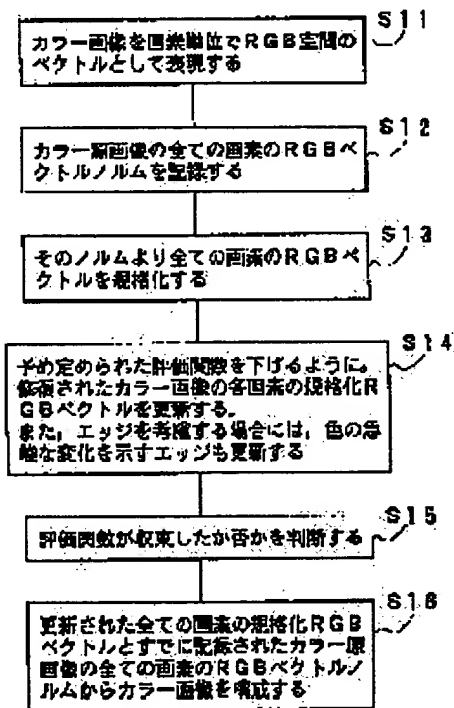 S11
カラー画像を画素単位でRGB空間の
ベクトルとして表現する
S12
カラー原画像の全ての画素のRGBベ
クトルノルムを記録する
S13
そのノルムより全ての画素のRGBベ
クトルを規格化する
S14
予め定められた評価関数を下げるように、
修復されたカラー画像の各画素の規格化R
GBベクトルを更新する。
また、エッジを考慮する場合には、色の急
峻な変化を示すエッジも更新する
S15
評価関数が収束したか否かを判断する
S16
更新された全ての画素の規格化RGB
ベクトルとすでに記録されたカラー原
画像の全ての画素のRGBベクトルノ
ルムからカラー画像を構成する